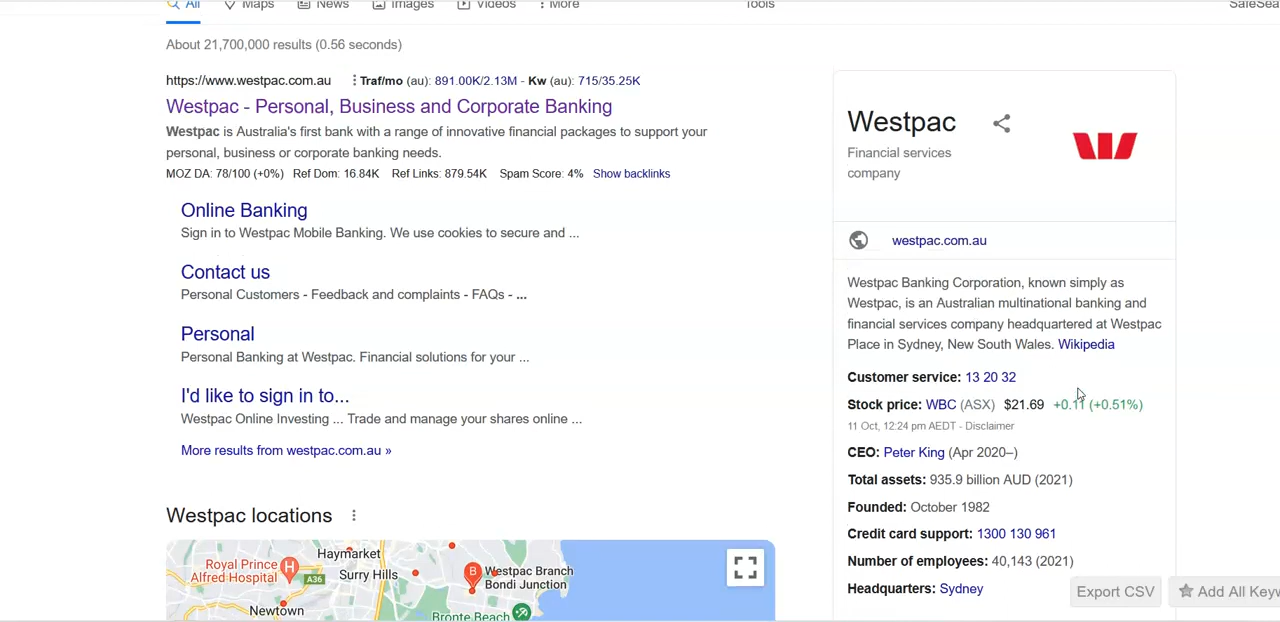 All Maps News Images Videos More Tools
About 21,700,000 results (0.56 seconds)
https://www.westpac.com.au Traf/mo (au): 891.00K/2.13M - Kw (au): 715/35.25K
Westpac - Personal, Business and Corporate Banking
Westpac is Australia's first bank with a range of innovative financial packages to support your
personal, business or corporate banking needs.
MOZ DA: 78/100 (+0%) Ref Dom: 16.84K Ref Links: 879.54K Spam Score: 4% Show backlinks
Online Banking
Sign in to Westpac Mobile Banking. We use cookies to secure and ...
Contact us
Personal Customers - Feedback and complaints - FAQs - ...
Personal
Personal Banking at Westpac. Financial solutions for your ...
I'd like to sign in to...
Westpac Online Investing ... Trade and manage your shares online ...
More results from westpac.com.au »
Westpac locations
Haymarket
Royal Prince
Alfred Hospital
H
A36
Surry Hills
B
Westpac Branch
Bondi Junction
Newtown
Bronte Beach
Westpac
Financial services
company
westpac.com.au
Westpac Banking Corporation, known simply as
Westpac, is an Australian multinational banking and
financial services company headquartered at Westpac
Place in Sydney, New South Wales. Wikipedia
Customer service: 13 20 32
Stock price: WBC (ASX) $21.69 +0.11 (+0.51%)
11 Oct, 12:24 pm AEDT - Disclaimer
CEO: Peter King (Apr 2020–)
Total assets: 935.9 billion AUD (2021)
Founded: October 1982
Credit card support: 1300 130 961
Number of employees: 40,143 (2021)
Headquarters: Sydney
Export CSV
Add All